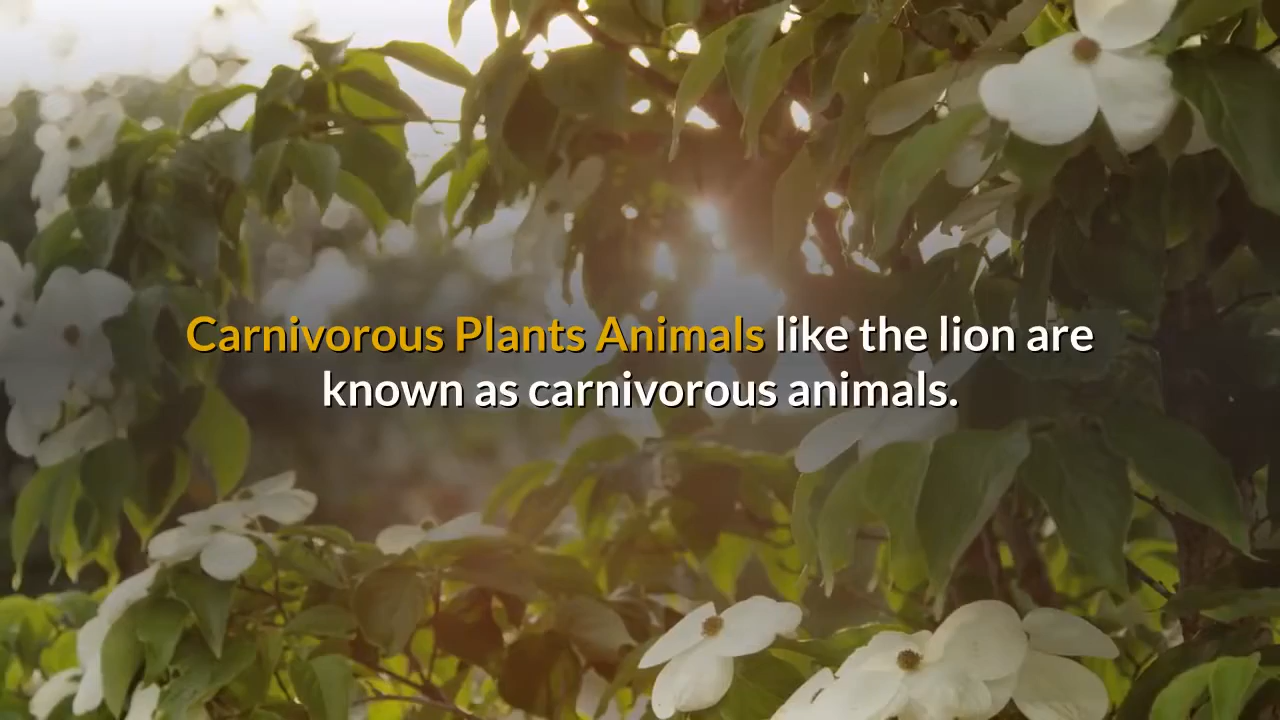 Carnivorous Plants Animals like the lion are
known as carnivorous animals.